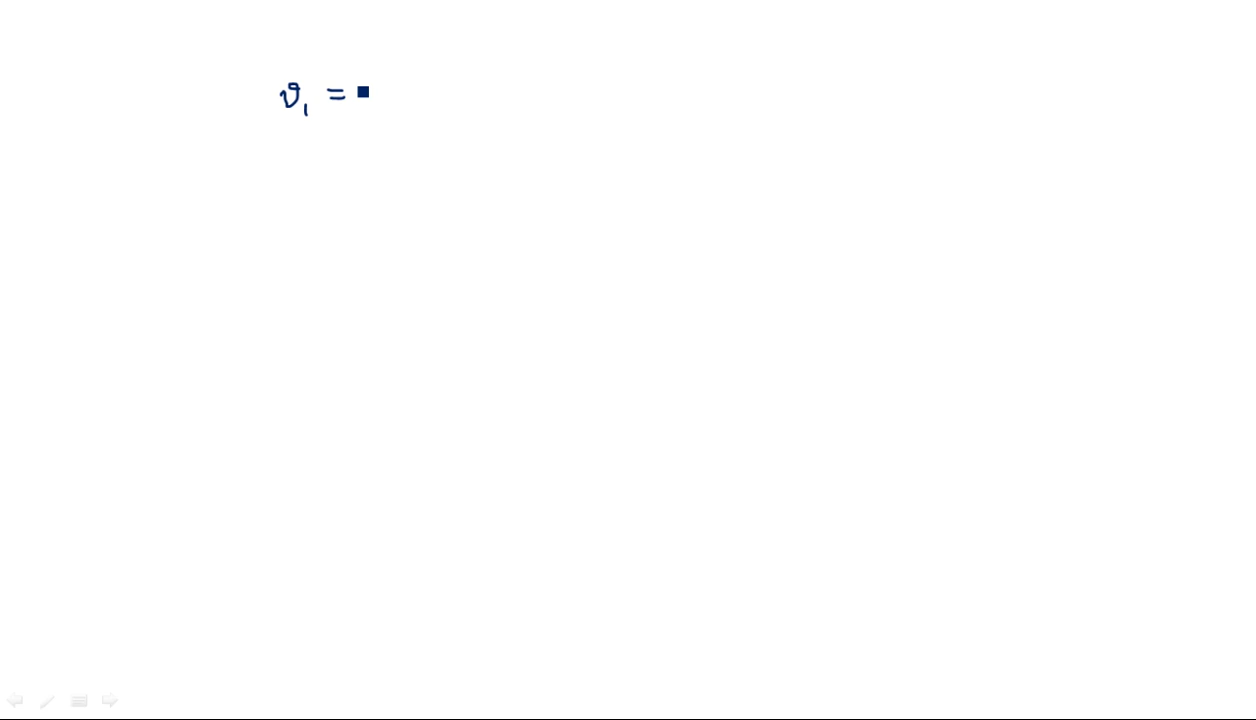 ϑ₁ =